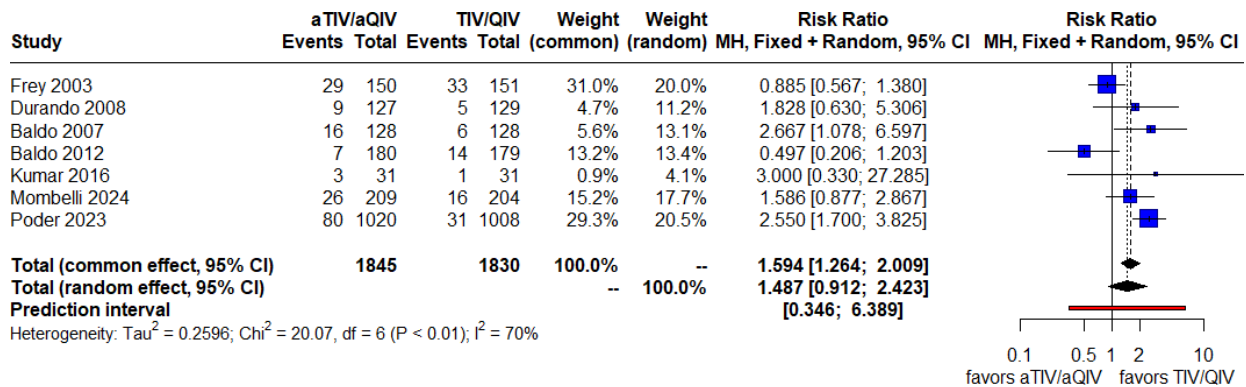 aTIV/aQIV TIV/QIV Weight Weight Risk Ratio Risk Ratio
Study Events Total Events Total (common) (random) MH, Fixed + Random, 95% CI MH, Fixed + Random, 95% CI
Frey 2003 29 150 33 151 31.0% 20.0% 0.885 [0.567; 1.380]
Durando 2008 9 127 5 129 4.7% 11.2% 1.828 [0.630; 5.306]
Baldo 2007 16 128 6 128 5.6% 13.1% 2.667 [1.078; 6.597]
Baldo 2012 7 180 14 179 13.2% 13.4% 0.497 [0.206; 1.203]
Kumar 2016 3 31 1 31 0.9% 4.1% 3.000 [0.330; 27.285]
Mombelli 2024 26 209 16 204 15.2% 17.7% 1.586 [0.877; 2.867]
Poder 2023 80 1020 31 1008 29.3% 20.5% 2.550 [1.700; 3.825]
Total (common effect, 95% CI) 1845 1830 100.0% -- 1.594 [1.264; 2.009]
Total (random effect, 95% CI) -- 100.0% 1.487 [0.912; 2.423]
Prediction interval [0.346; 6.389]
Heterogeneity: Tau² = 0.2596; Chi² = 20.07, df = 6 (P < 0.01); I² = 70%
0.1 0.5 1 2 10
favors aTIV/aQIV favors TIV/QIV